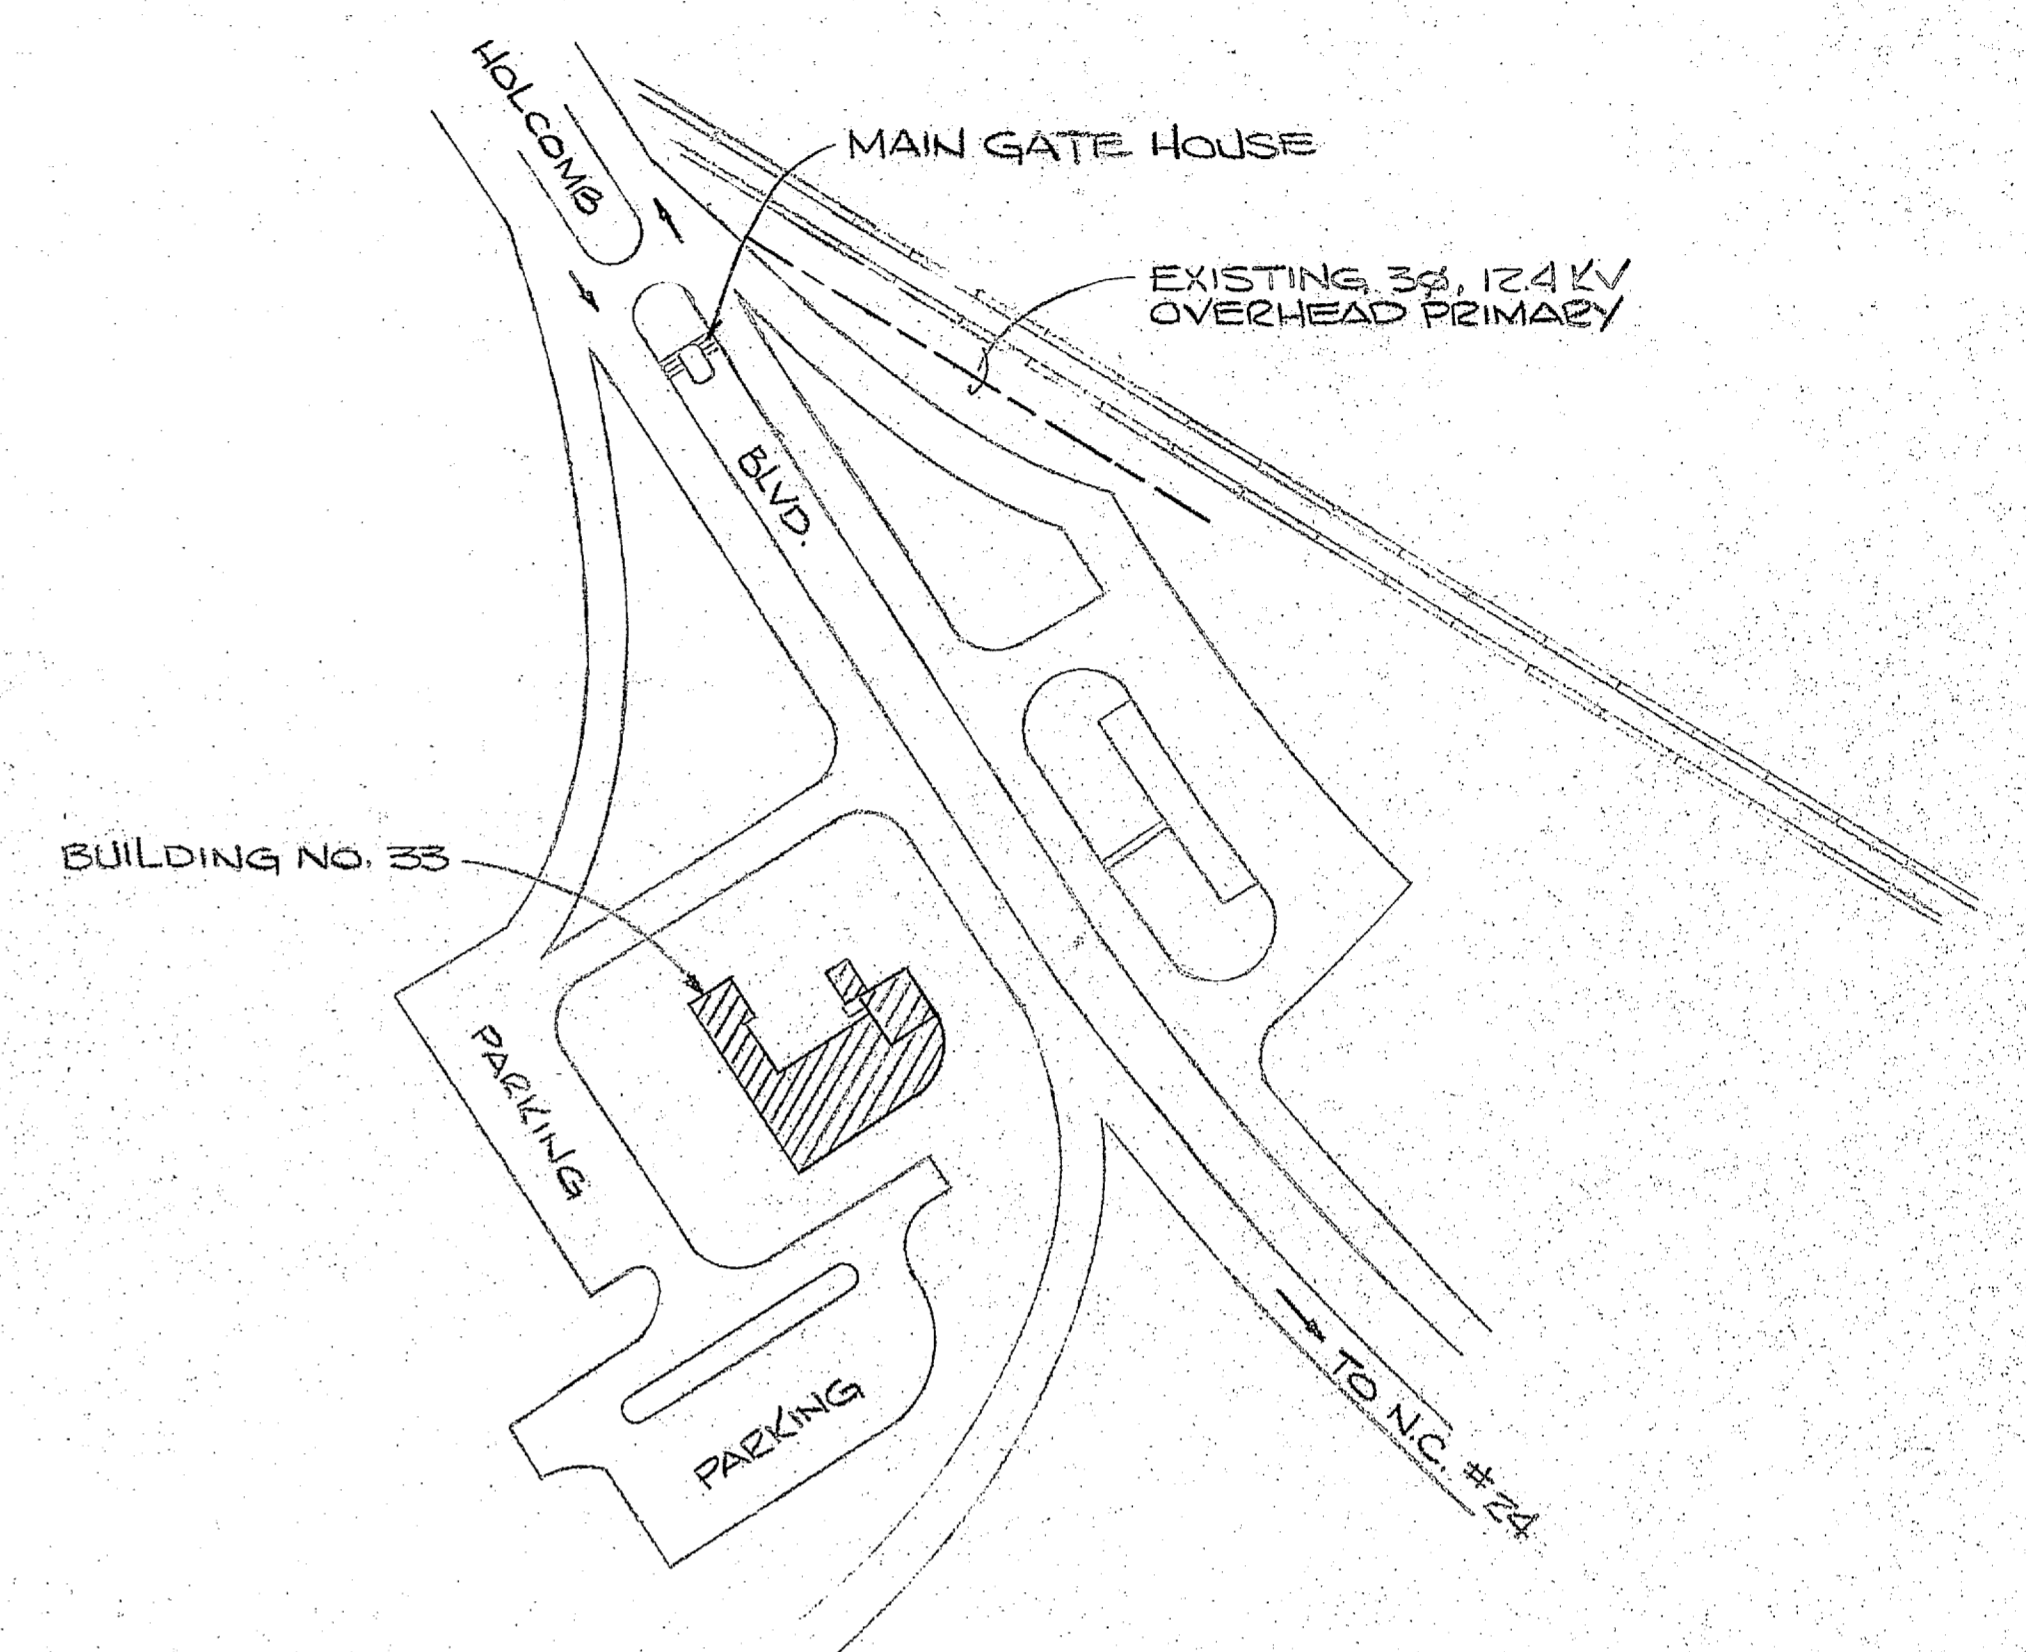 HOLCOMB
MAIN GATE HOUSE
EXISTING 3Ø, 12.4 KV
OVERHEAD PRIMARY
BLVD.
BUILDING NO. 33
PARKING
PARKING
TO N.C. #24